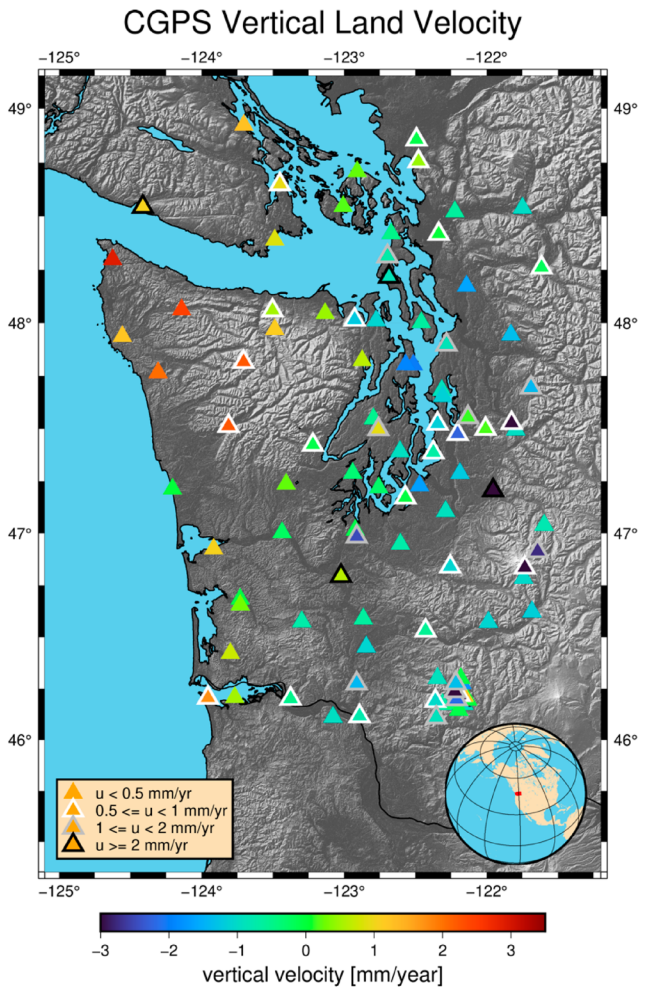 CGPS Vertical Land Velocity
−125° −124° −123° −122°
49° 49°
48° 48°
47° 47°
46° 46°
u < 0.5 mm/yr
0.5 <= u < 1 mm/yr
1 <= u < 2 mm/yr
u >= 2 mm/yr
−125° −124° −123° −122°
−3 −2 −1 0 1 2 3
vertical velocity [mm/year]